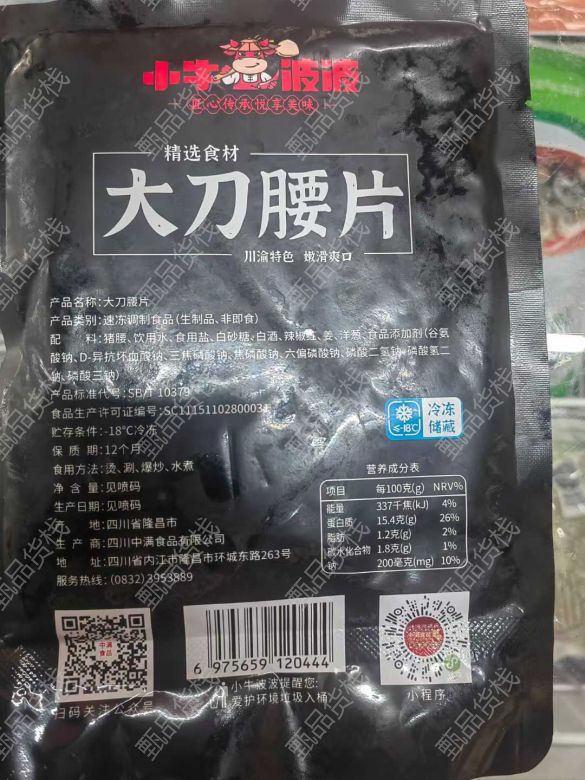 小牛波波
匠心传承悦享美味
精选食材
大刀腰片
川渝特色 嫩滑爽口
产品名称:大刀腰片
产品类别:速冻调制食品(生制品、非即食)
配 料:猪腰、饮用水、食用盐、白砂糖、白酒、辣椒
姜、洋葱、食品添加剂(谷氨
酸钠、D-异抗坏血酸钠、三焦磷酸钠、焦磷酸钠、六偏磷酸钠、磷酸二氢钠、磷酸氢二
钠、磷酸三钠)
产品标准代号:SB/T 10379
食品生产许可证编号:SC11151102800031
贮存条件:-18℃冷冻
保 质 期:12个月
食用方法:烫、涮、爆炒、水煮
净 含 量:见喷码
生产日期:见喷码
产 地:四川省隆昌市
生 产 商:四川中满食品有限公司
地 址:四川省内江市隆昌市环城东路263号
服务热线:(0832)3953889
≤-18℃
冷冻
储藏
营养成分表
项目 每100克(g) NRV%
能量 337千焦(kJ) 4%
蛋白质 15.4克(g) 26%
脂肪 1.2克(g) 2%
碳水化合物 1.8克(g) 1%
钠 200毫克(mg) 10%
中满
食品
扫码关注公众号
6 975659 120444
小牛波波提醒您:
爱护环境垃圾入桶
小程序
甄品货栈